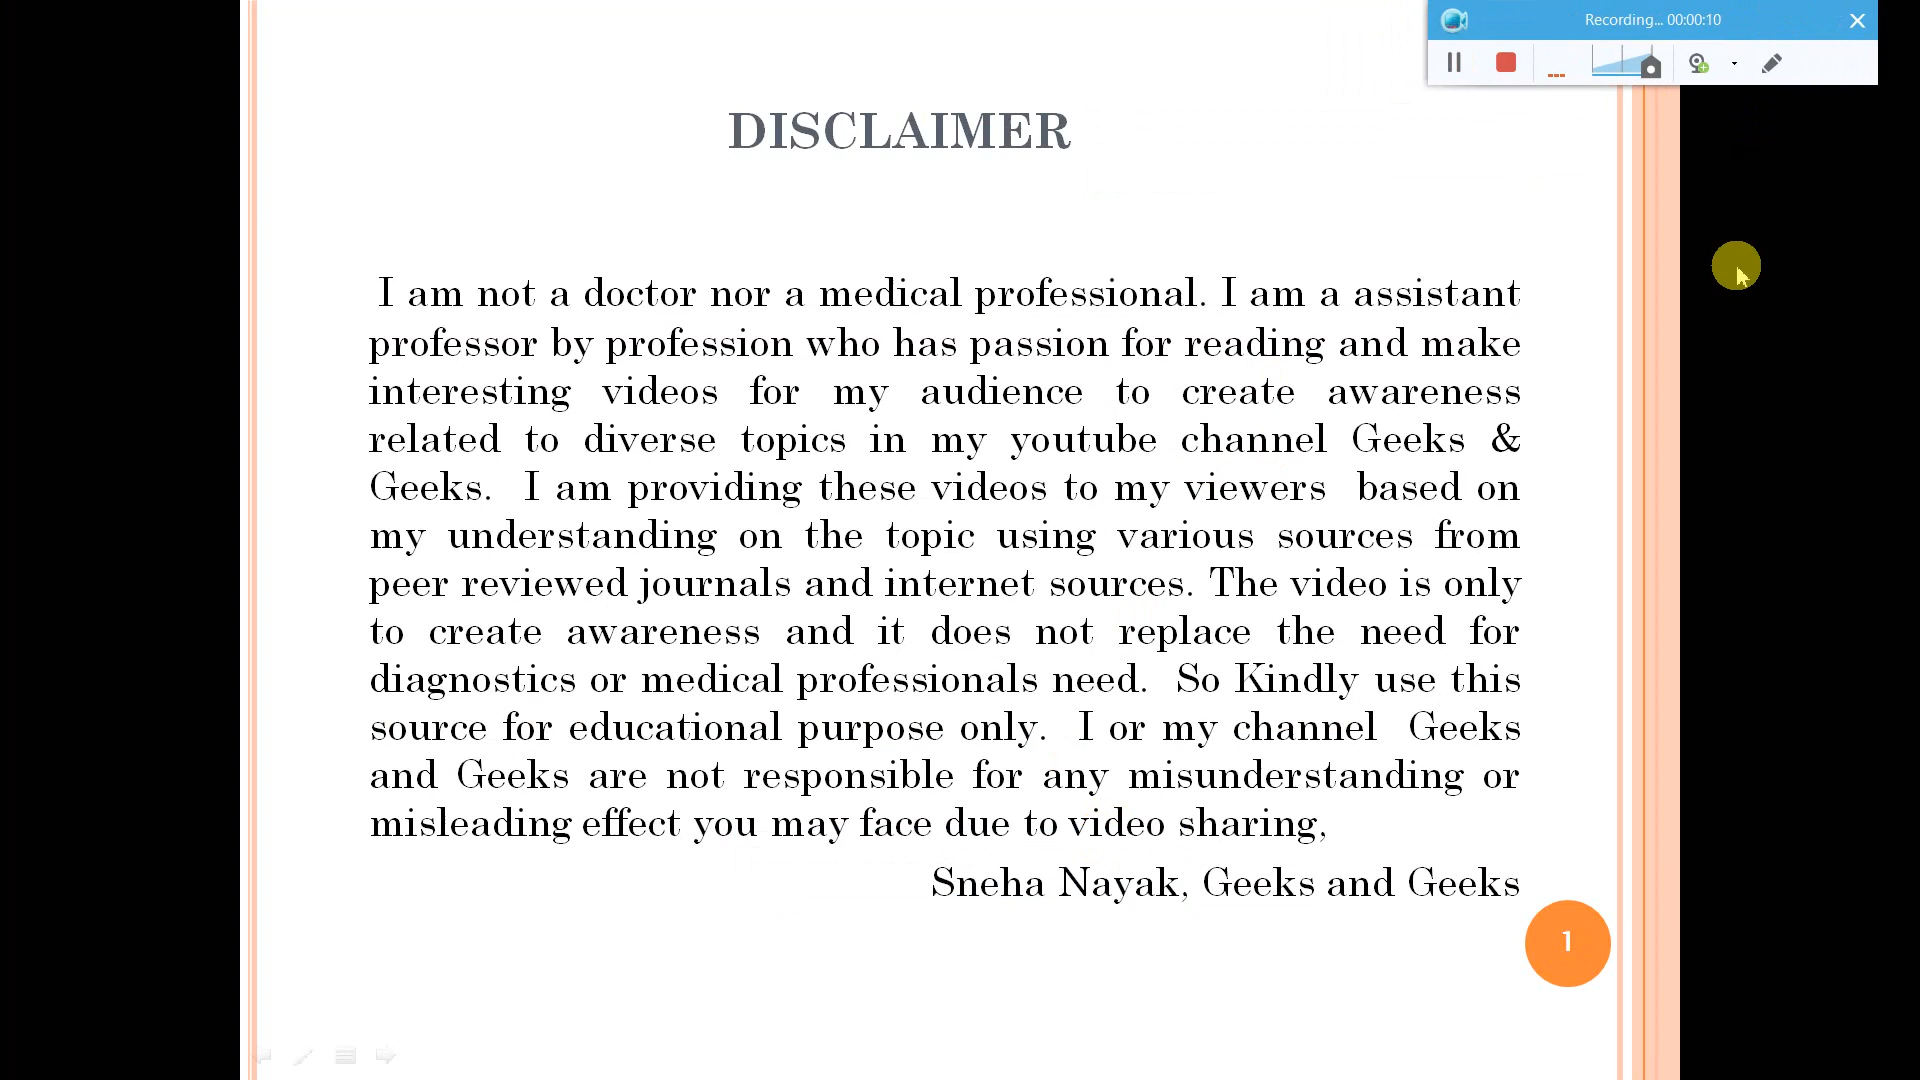 Recording... 00:00:10
DISCLAIMER
I am not a doctor nor a medical professional. I am a assistant
professor by profession who has passion for reading and make
interesting videos for my audience to create awareness
related to diverse topics in my youtube channel Geeks &
Geeks. I am providing these videos to my viewers based on
my understanding on the topic using various sources from
peer reviewed journals and internet sources. The video is only
to create awareness and it does not replace the need for
diagnostics or medical professionals need. So Kindly use this
source for educational purpose only. I or my channel Geeks
and Geeks are not responsible for any misunderstanding or
misleading effect you may face due to video sharing,
Sneha Nayak, Geeks and Geeks
1